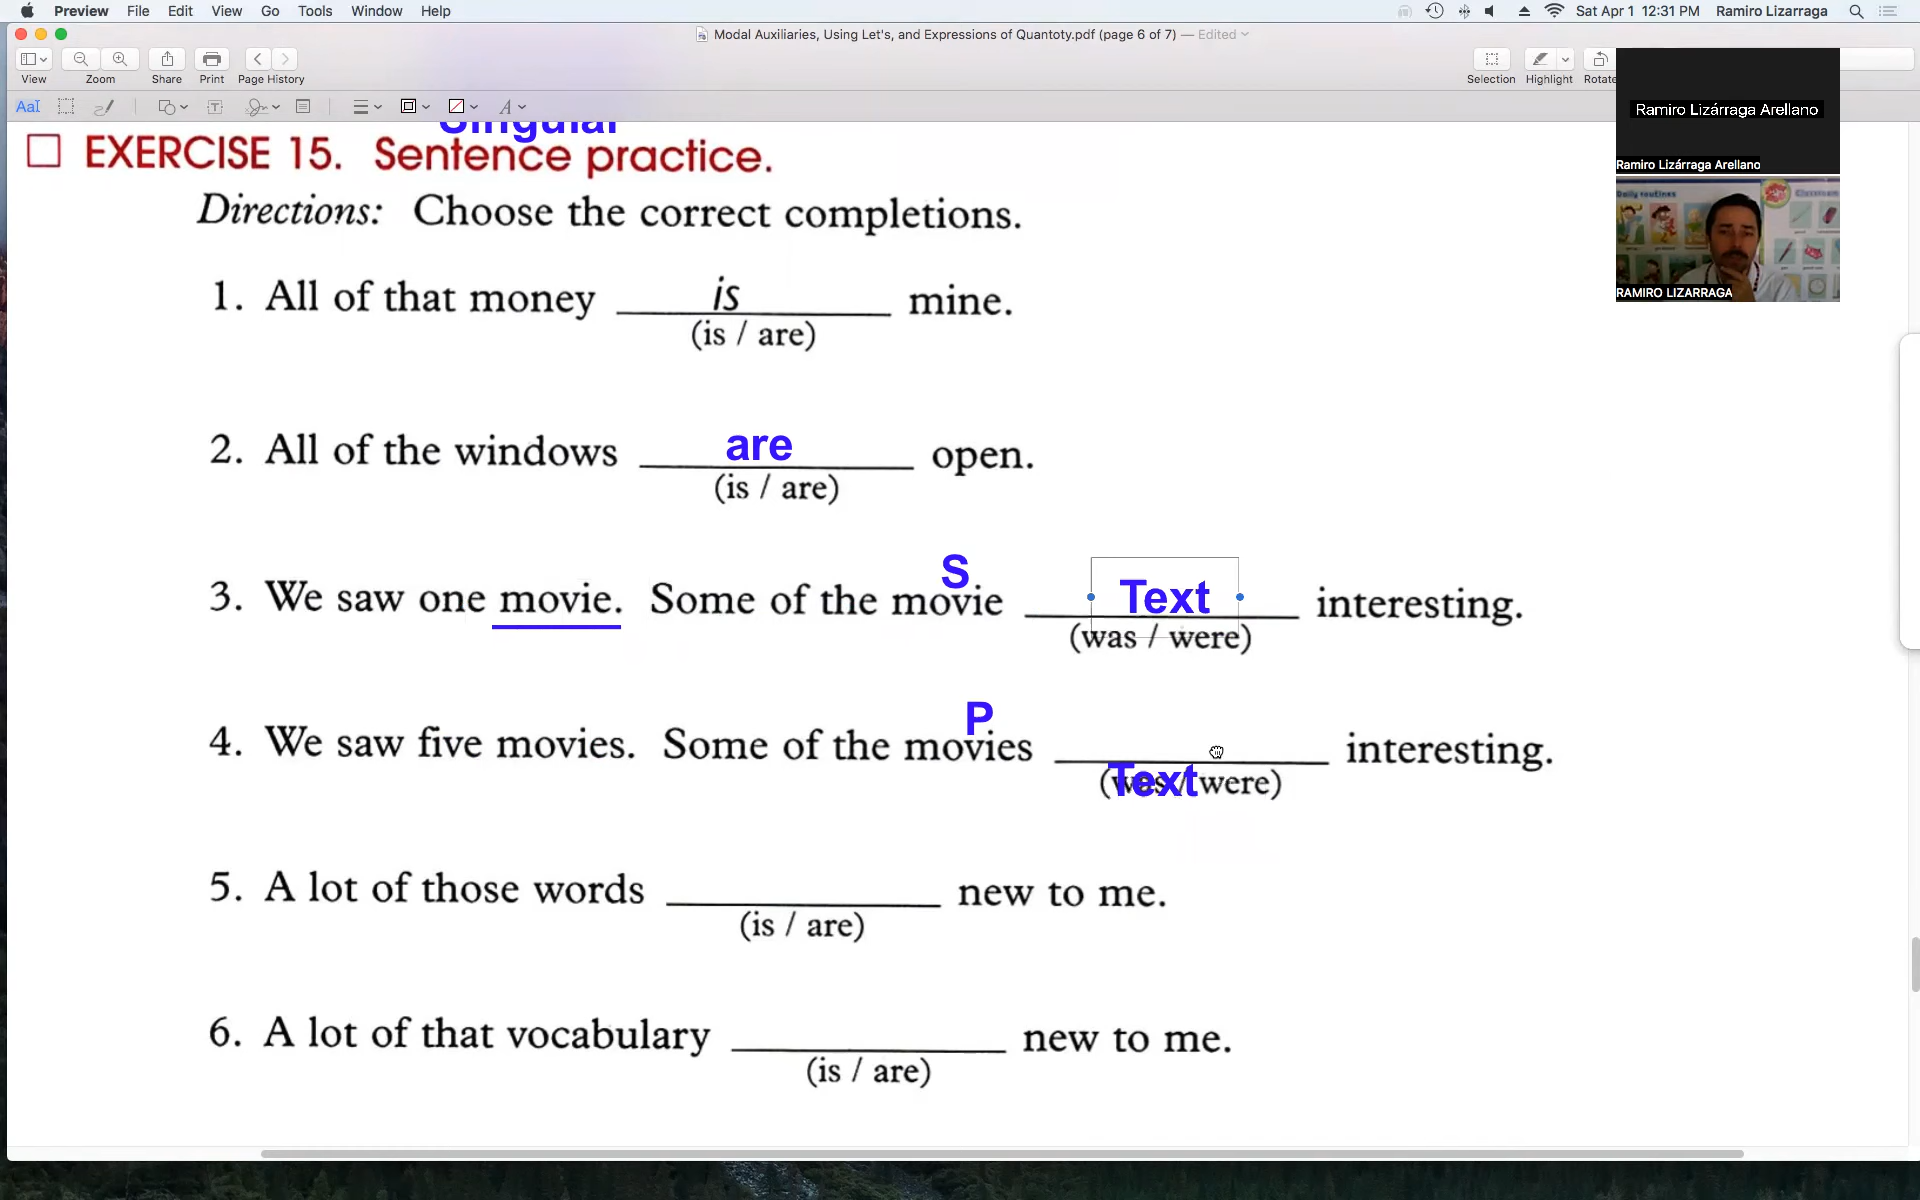 Preview File Edit View Go Tools Window Help
Sat Apr 1 12:31 PM Ramiro Lizarraga
Modal Auxiliaries, Using Let's, and Expressions of Quantoty.pdf (page 6 of 7) — Edited
View Zoom Share Print Page History Selection Highlight Rotate
AaI
Ramiro Lizárraga Arellano
Ramiro Lizárraga Arellano
Daily routines
RAMIRO LIZARRAGA
Singular
EXERCISE 15. Sentence practice.
Directions: Choose the correct completions.
1. All of that money is mine.
(is / are)
2. All of the windows are open.
(is / are)
S
3. We saw one movie. Some of the movie Text interesting.
(was / were)
P
4. We saw five movies. Some of the movies interesting.
Text
(was / were)
5. A lot of those words new to me.
(is / are)
6. A lot of that vocabulary new to me.
(is / are)